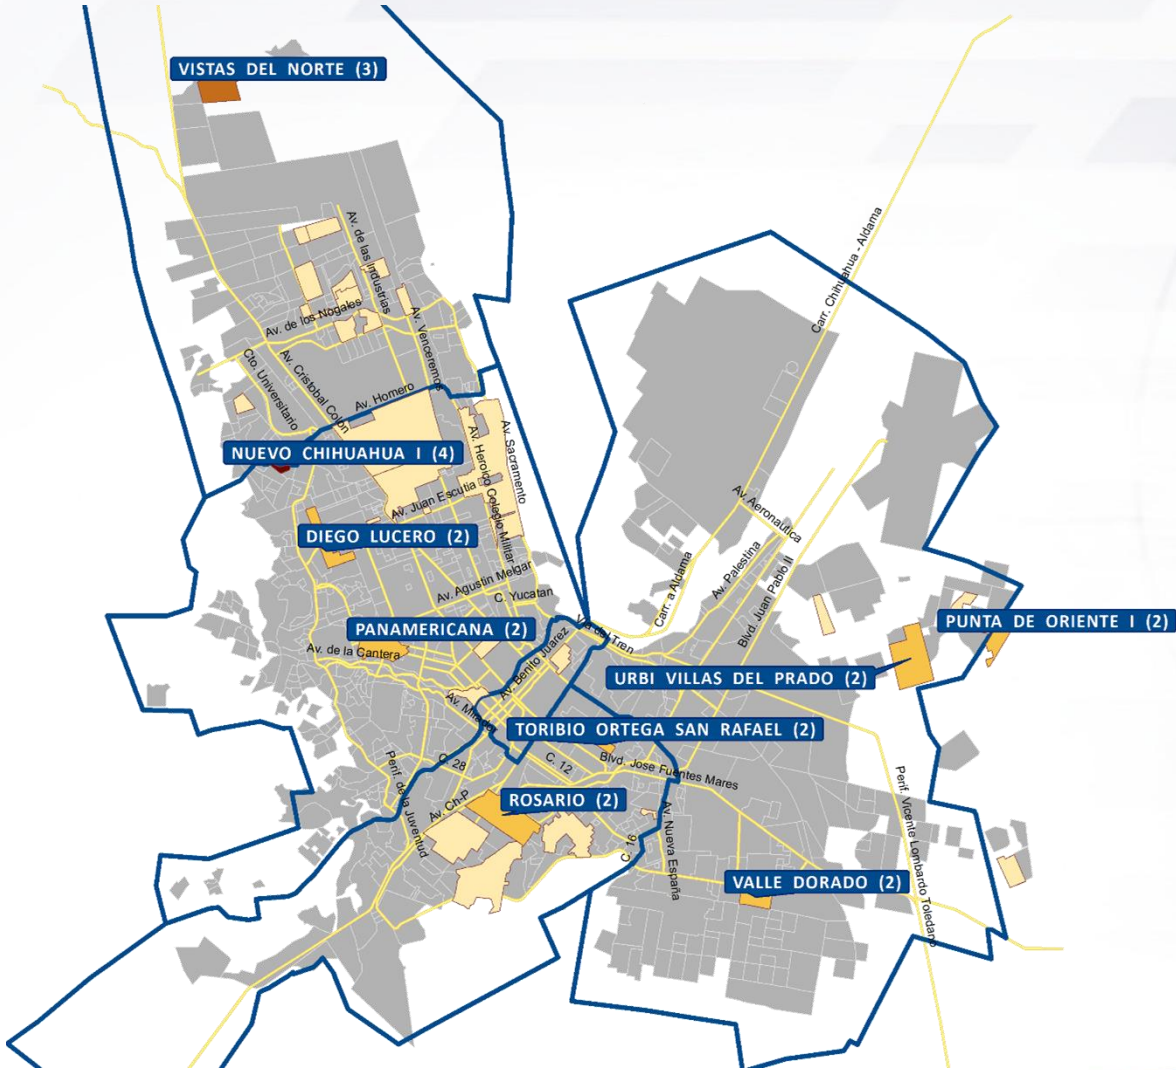 VISTAS DEL NORTE (3)
Av. de las Industrias
Carr. Chihuahua - Aldama
Av. de los Nogales
Av. Venceremos
Cto. Universitario
Av. Cristobal Colon
Av. Homero
NUEVO CHIHUAHUA I (4)
Av. Sacramento
Av. Heroico Colegio Militar
Av. Juan Escutia
Av. Aeronautica
DIEGO LUCERO (2)
Av. Palestina
Carr. a Aldama
Blvd. Juan Pablo II
Av. Agustin Melgar
C. Yucatan
PUNTA DE ORIENTE I (2)
PANAMERICANA (2)
Via del Tren
Av. de la Cantera
Av. Benito Juarez
URBI VILLAS DEL PRADO (2)
Av. Mirador
TORIBIO ORTEGA SAN RAFAEL (2)
C. 28
C. 12
Blvd. Jose Fuentes Mares
Perif. de la Juventud
Av. Ch-P
ROSARIO (2)
Perif. Vicente Lombardo Toledano
C. 16
Av. Nueva España
VALLE DORADO (2)